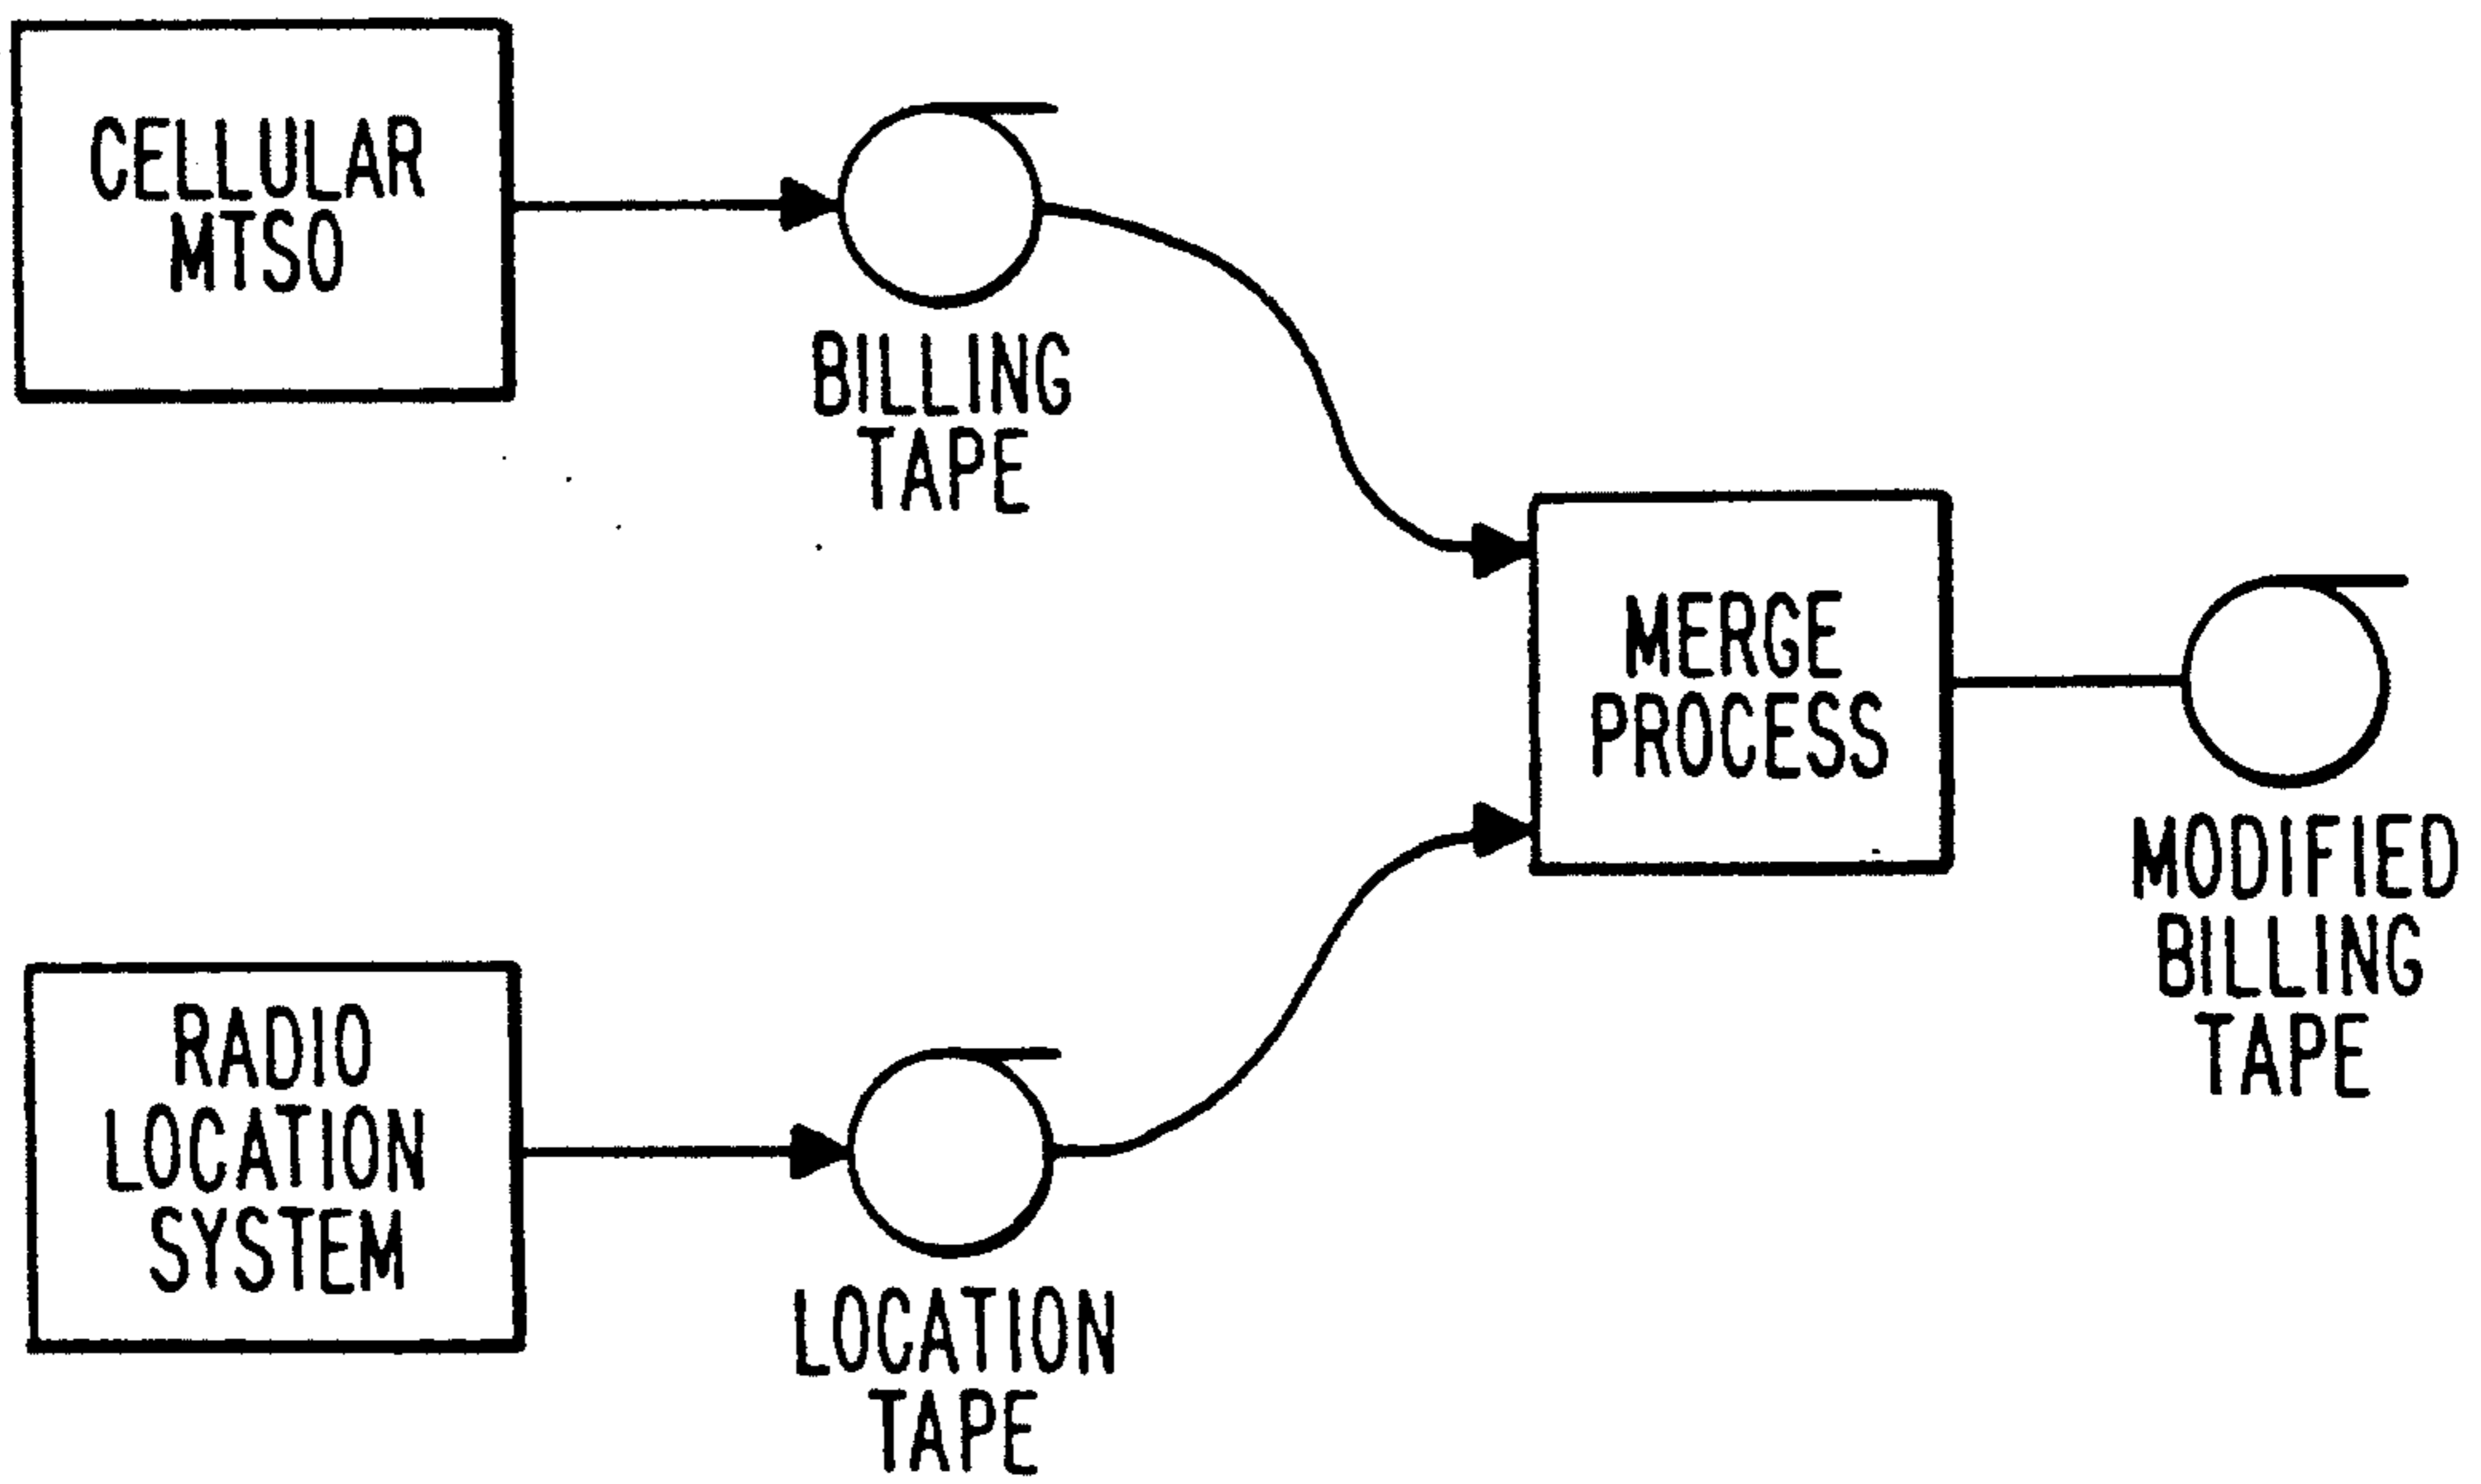 CELLULAR
MTSO
BILLING
TAPE
MERGE
PROCESS
MODIFIED
BILLING
TAPE
RADIO
LOCATION
SYSTEM
LOCATION
TAPE